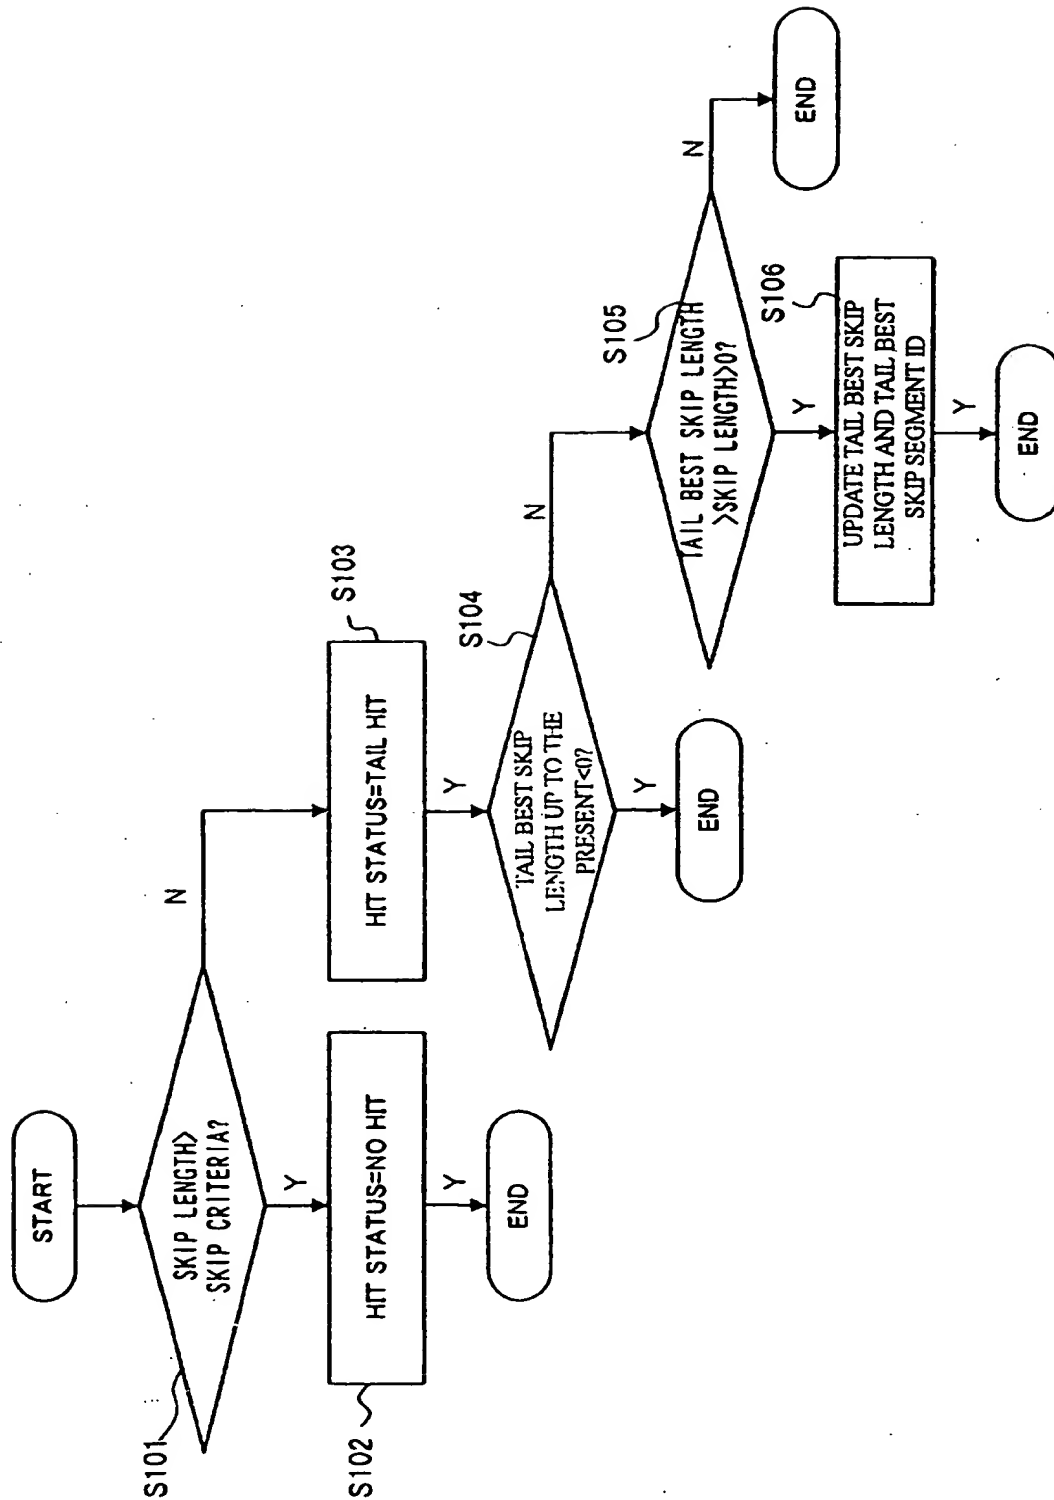 START
S101
SKIP LENGTH>
SKIP CRITERIA?
N
Y
S102
HIT STATUS=NO HIT
Y
END
S103
HIT STATUS=TAIL HIT
Y
S104
TAIL BEST SKIP
LENGTH UP TO THE
PRESENT<0?
N
Y
END
S105
TAIL BEST SKIP LENGTH
>SKIP LENGTH>0?
N
END
Y
S106
UPDATE TAIL BEST SKIP
LENGTH AND TAIL BEST
SKIP SEGMENT ID
Y
END